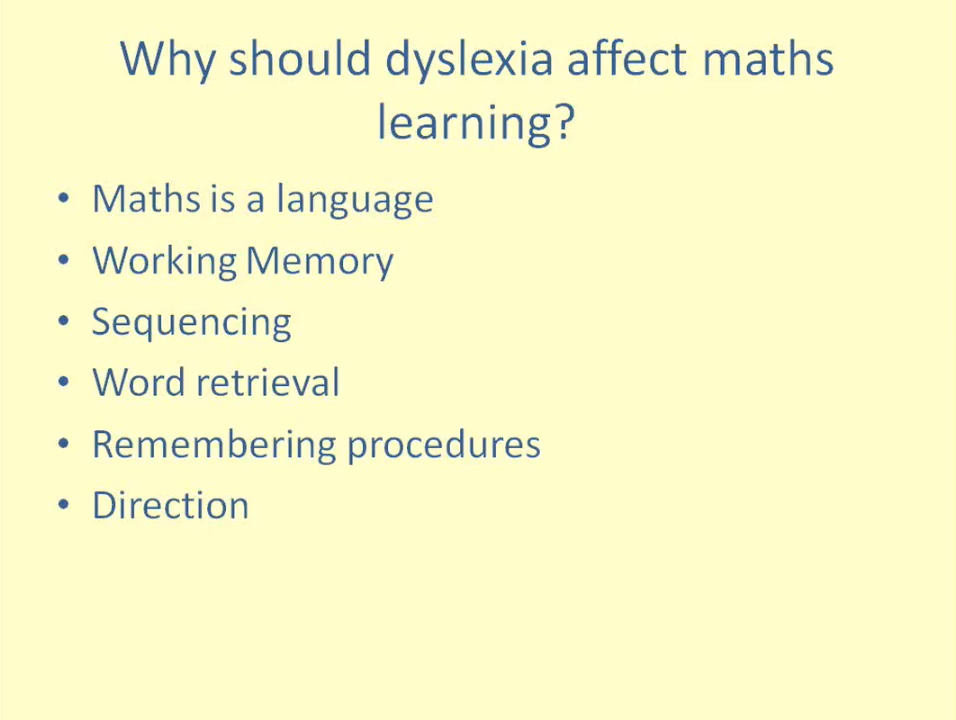 Why should dyslexia affect maths
learning?
• Maths is a language
• Working Memory
• Sequencing
• Word retrieval
• Remembering procedures
• Direction